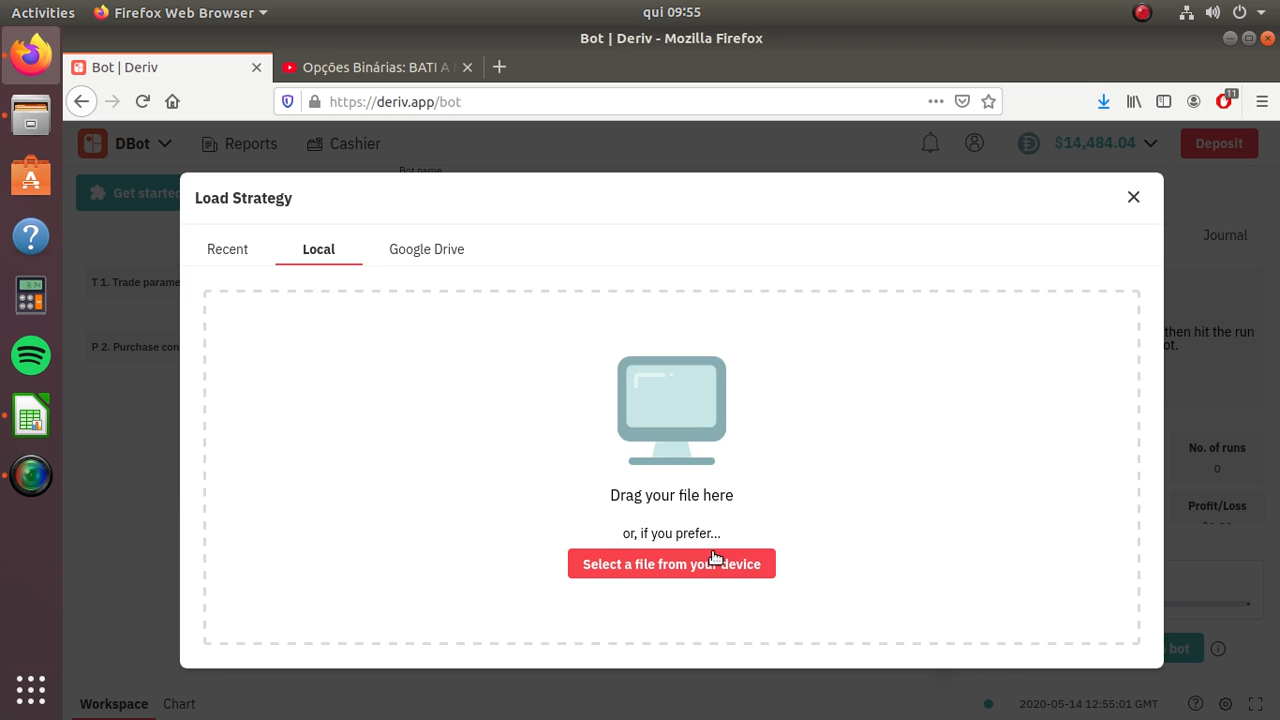 Activities
Firefox Web Browser
qui 09:55
Bot | Deriv - Mozilla Firefox
Bot | Deriv
Opções Binárias: BATI A
https://deriv.app/bot
11
DBot
Reports
Cashier
$14,484.04
Deposit
Bot name
Get started
Load Strategy
Recent
Local
Google Drive
Journal
T 1. Trade parame
P 2. Purchase con
then hit the run
ot.
Drag your file here
or, if you prefer...
Select a file from your device
No. of runs
0
Profit/Loss
bot
Workspace
Chart
2020-05-14 12:55:01 GMT